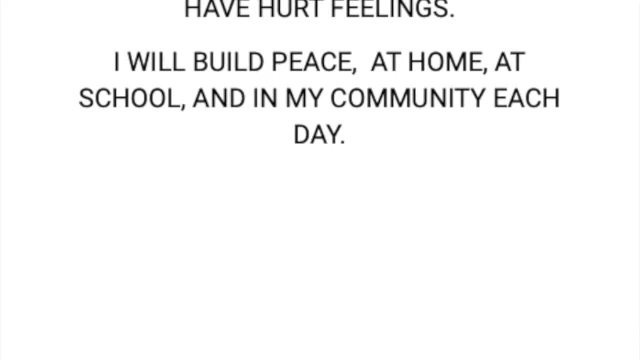 HAVE HURT FEELINGS.
I WILL BUILD PEACE,  AT HOME, AT
SCHOOL, AND IN MY COMMUNITY EACH
DAY.